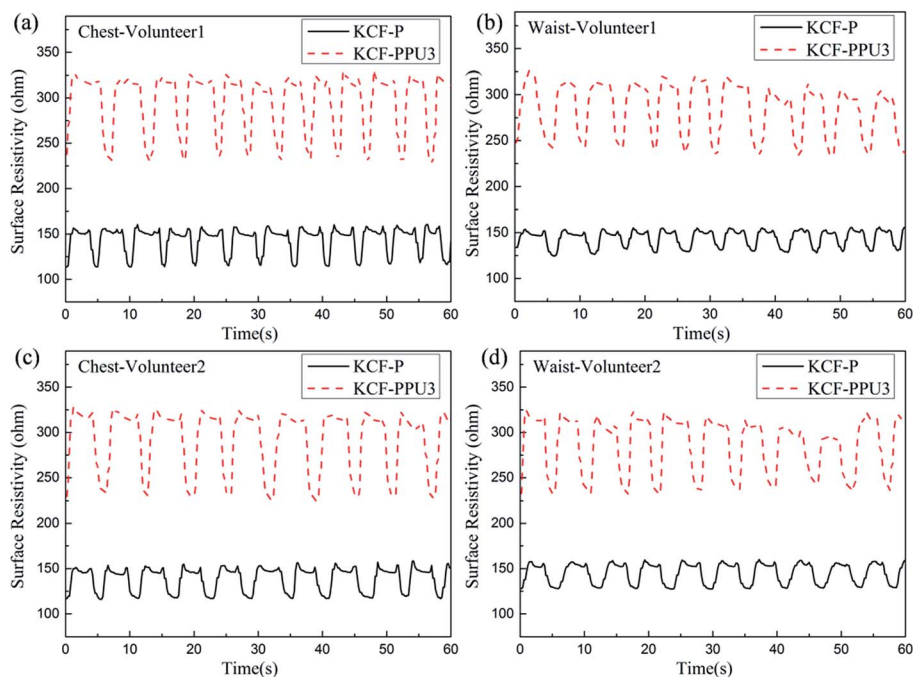 (a)
Chest-Volunteer1
KCF-P
KCF-PPU3
Surface Resistivity (ohm)
350
325
300
250
200
150
100
0 10 20 30 40 50 60
Time(s)
(b)
Waist-Volunteer1
KCF-P
KCF-PPU3
Surface Resistivity (ohm)
350
300
250
200
150
100
0 10 20 30 40 50 60
Time(s)
(c)
Chest-Volunteer2
KCF-P
KCF-PPU3
Surface Resistivity (ohm)
350
300
250
200
150
100
0 10 20 30 40 50 60
Time(s)
(d)
Waist-Volunteer2
KCF-P
KCF-PPU3
Surface Resistivity (ohm)
350
300
250
200
150
100
0 10 20 30 40 50 60
Time(s)